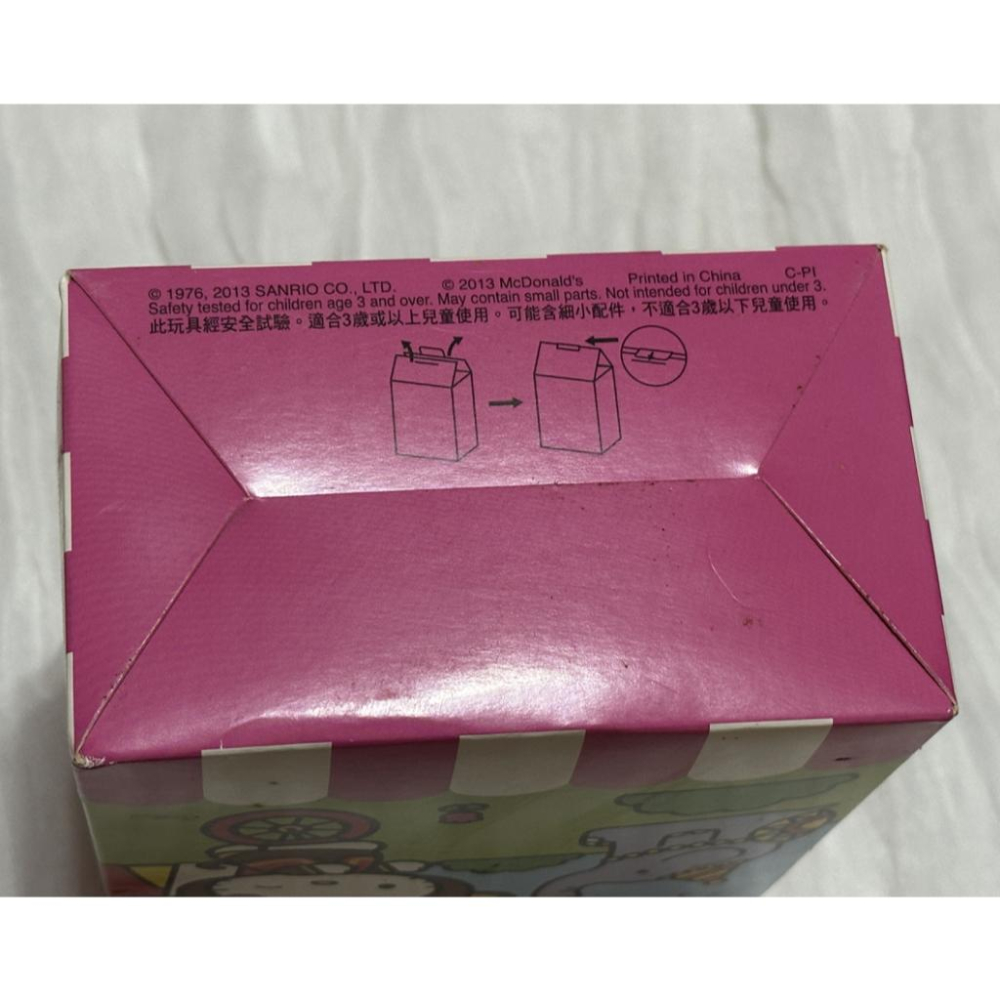 © 1976, 2013 SANRIO CO., LTD. © 2013 McDonald's Printed in China C-PI
Safety tested for children age 3 and over. May contain small parts. Not intended for children under 3.
此玩具經安全試驗。適合3歲或以上兒童使用。可能含細小配件，不適合3歲以下兒童使用。